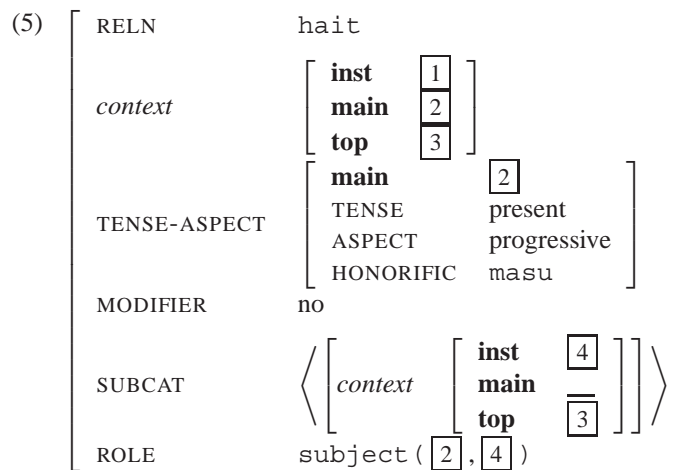 (5)
RELN hait
context inst 1
main 2
top 3
TENSE-ASPECT main 2
TENSE present
ASPECT progressive
HONORIFIC masu
MODIFIER no
SUBCAT ⟨ context inst 4
main __
top 3 ⟩
ROLE subject( 2 , 4 )